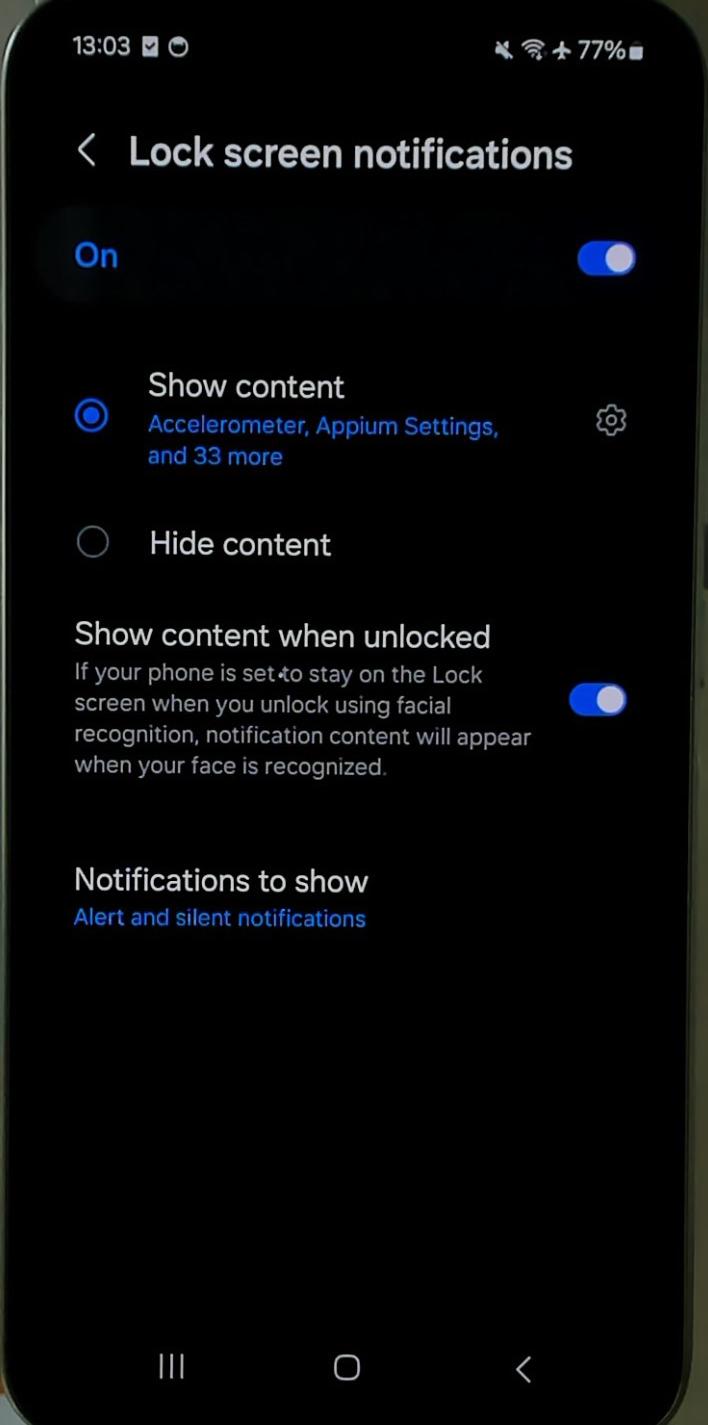 13:03 77%
Lock screen notifications
On
Show content
Accelerometer, Appium Settings,
and 33 more
Hide content
Show content when unlocked
If your phone is set to stay on the Lock
screen when you unlock using facial
recognition, notification content will appear
when your face is recognized.
Notifications to show
Alert and silent notifications